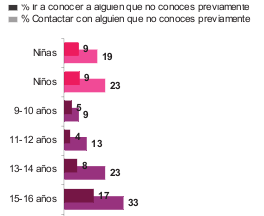 % Ir a conocer a alguien que no conoces previamente
% Contactar con alguien que no conoces previamente
Niñas 9 19
Niños 9 23
9-10 años 5 9
11-12 años 4 13
13-14 años 8 23
15-16 años 17 33